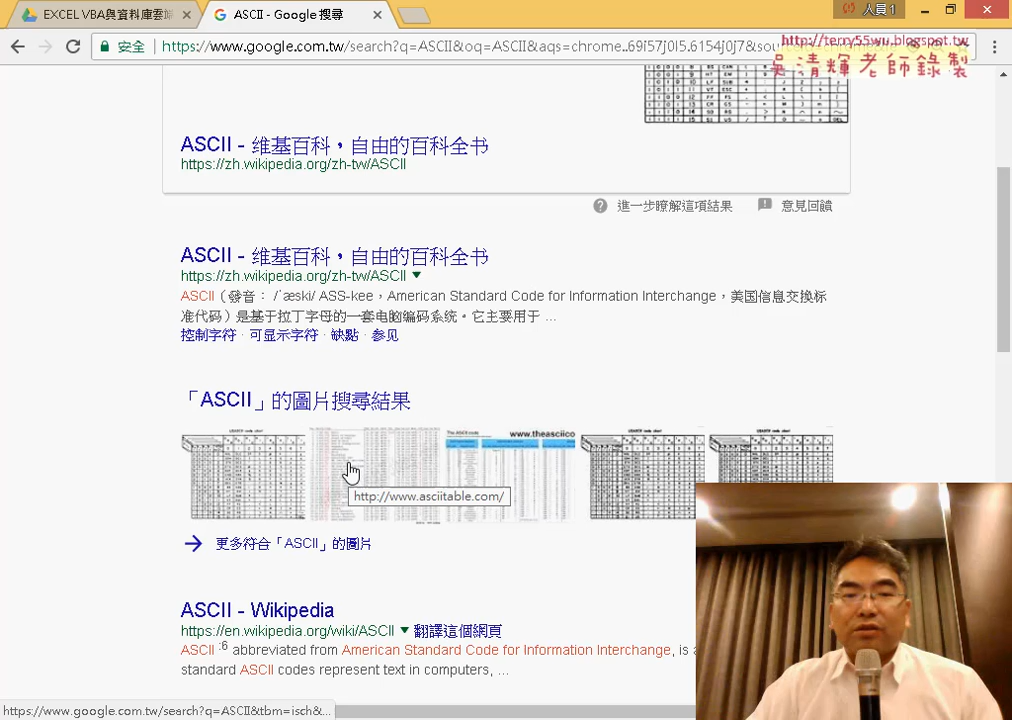 EXCEL VBA與資料庫雲端
ASCII - Google 搜尋
人員 1
安全
https://www.google.com.tw/search?q=ASCII&oq=ASCII&aqs=chrome..69i57j0l5.6154j0j7&sou
http://terry55wu.blogspot.tw
吳清輝老師錄製
ASCII - 维基百科，自由的百科全书
https://zh.wikipedia.org/zh-tw/ASCII
進一步瞭解這項結果
意見回饋
ASCII - 维基百科，自由的百科全书
https://zh.wikipedia.org/zh-tw/ASCII
ASCII（發音： /ˈæski/ ASS-kee，American Standard Code for Information Interchange，美国信息交换标
准代码）是基于拉丁字母的一套电脑编码系统。它主要用于 ...
控制字符 · 可显示字符 · 缺點 · 参见
「ASCII」的圖片搜尋結果
The ASCII code
www.theasciico
http://www.asciitable.com/
更多符合「ASCII」的圖片
ASCII - Wikipedia
https://en.wikipedia.org/wiki/ASCII
翻譯這個網頁
ASCII :6 abbreviated from American Standard Code for Information Interchange, is
standard ASCII codes represent text in computers, ...
https://www.google.com.tw/search?q=ASCII&tbm=isch&...